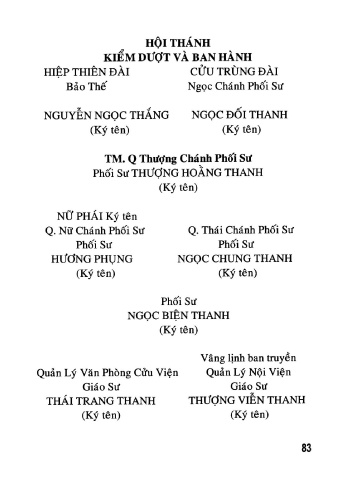 HỘI THÁNH
KIỂM DUỢT VÀ BAN HÀNH
HIỆP THIÊN ĐÀI CỬU TRÙNG ĐÀI
Bảo Thế Ngọc Chánh Phối Sư
NGUYỄN NGỌC THẮNG NGỌC ĐỐI THANH
(Ký tên) (Ký tên)
TM. Q Thượng Chánh Phối Sư
Phối Sư THƯỢNG HOẰNG THANH
(Ký tên)
NỮ PHÁI Ký tên
Q. Nữ Chánh Phối Sư Q. Thái Chánh Phối Sư
Phối Sư Phối Sư
HƯƠNG PHỤNG NGỌC CHUNG THANH
(Ký tên) (Ký tên)
Phối Sư
NGỌC BIỆN THANH
(Ký tên)
Vâng lịnh ban truyền
Quản Lý Văn Phòng Cửu Viện Quản Lý Nội Viện
Giáo Sư Giáo Sư
THÁI TRANG THANH THƯỢNG VIỄN THANH
(Ký tên) (Ký tên)
83